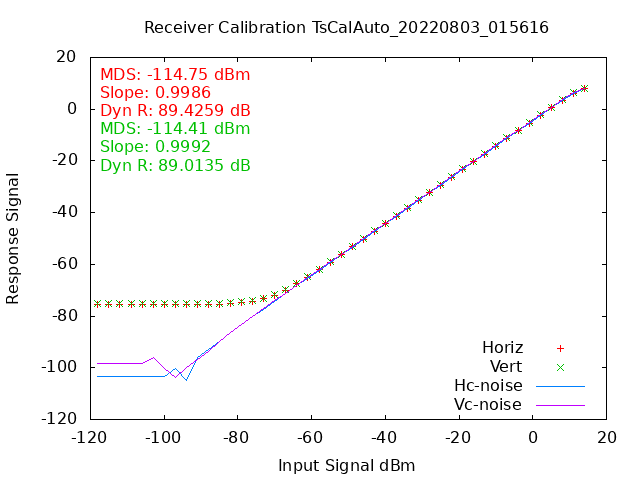 Receiver Calibration TsCalAuto_20220803_015616
MDS: -114.75 dBm
Slope: 0.9986
Dyn R: 89.4259 dB
MDS: -114.41 dBm
Slope: 0.9992
Dyn R: 89.0135 dB
20
0
-20
-40
-60
-80
-100
-120
Response Signal
Horiz
Vert
Hc-noise
Vc-noise
-120 -100 -80 -60 -40 -20 0 20
Input Signal dBm